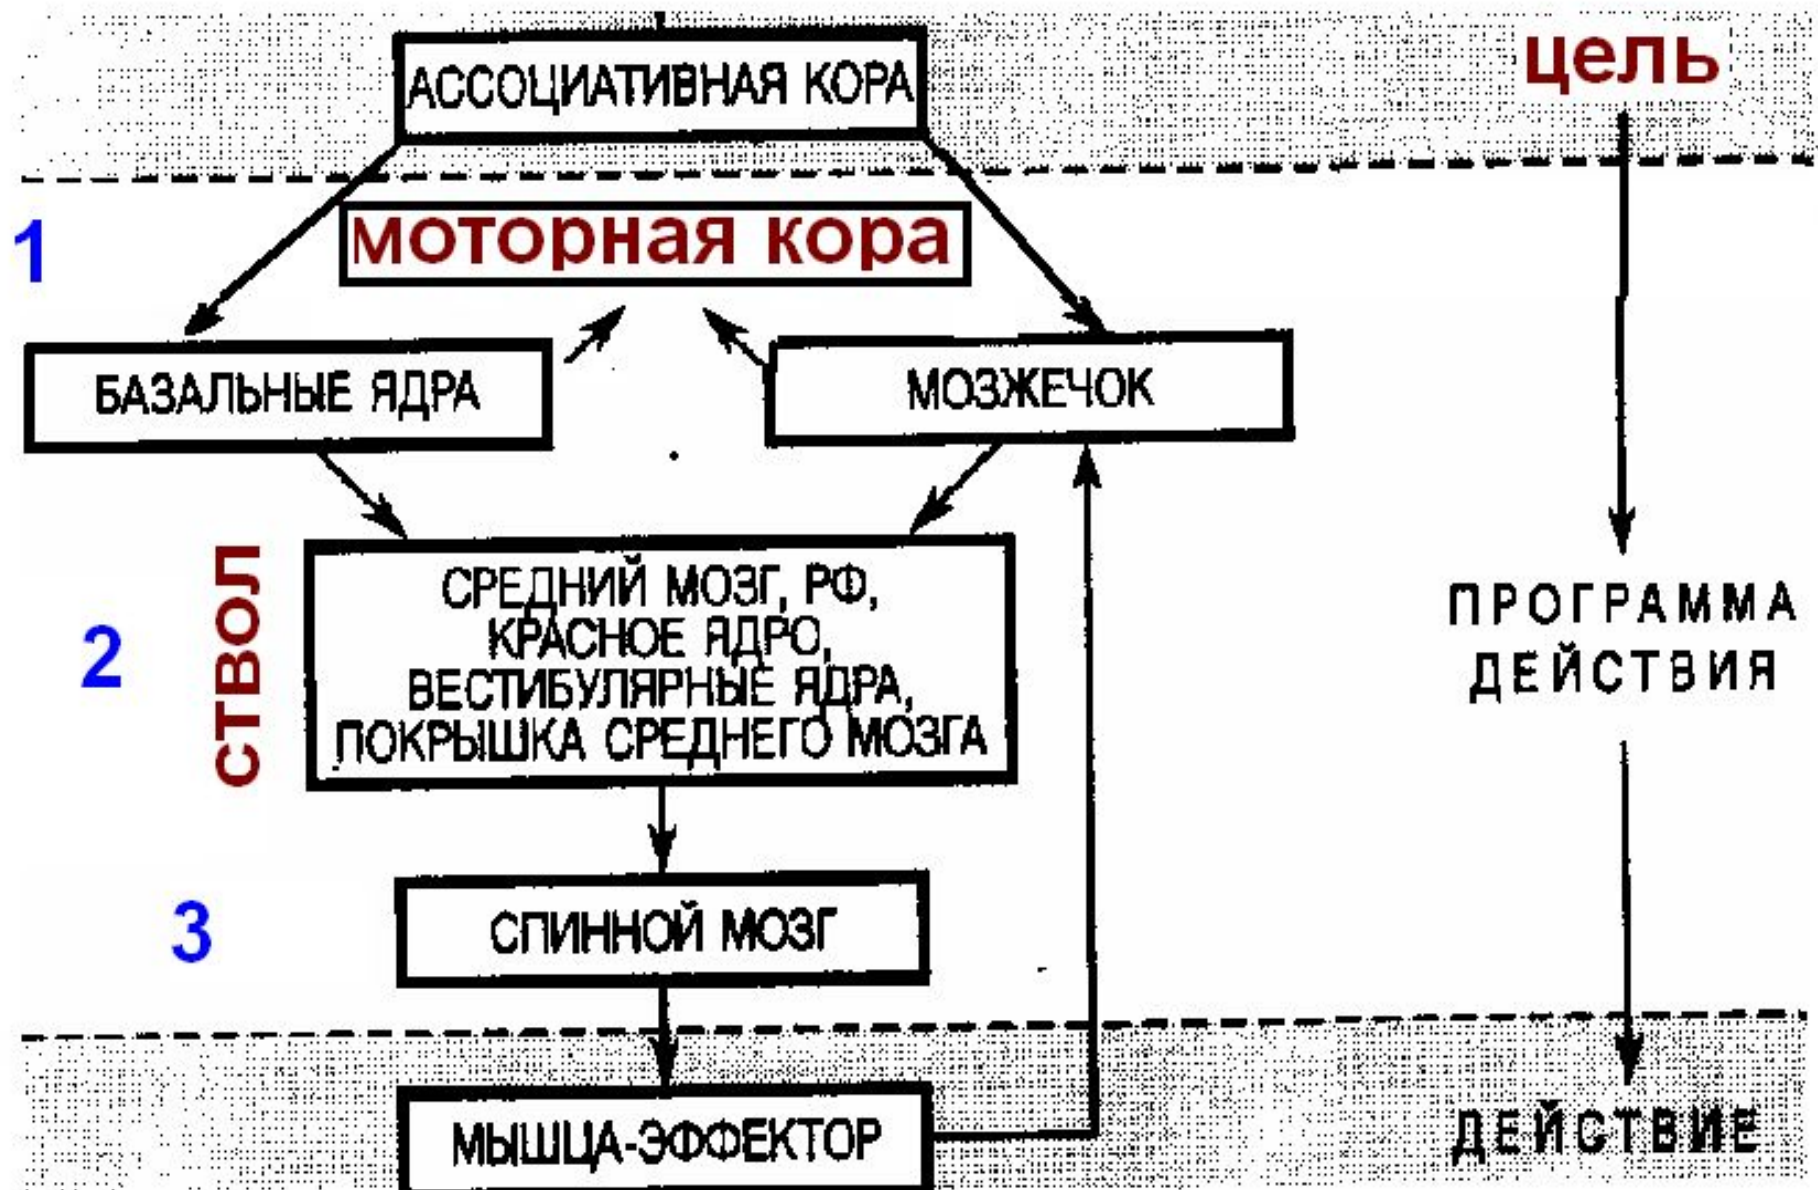 АССОЦИАТИВНАЯ КОРА
цель
1
моторная кора
БАЗАЛЬНЫЕ ЯДРА
МОЗЖЕЧОК
2
СТВОЛ
СРЕДНИЙ МОЗГ, РФ,
КРАСНОЕ ЯДРО,
ВЕСТИБУЛЯРНЫЕ ЯДРА,
ПОКРЫШКА СРЕДНЕГО МОЗГА
ПРОГРАММА
ДЕЙСТВИЯ
3
СПИННОЙ МОЗГ
МЫШЦА-ЭФФЕКТОР
ДЕЙСТВИЕ